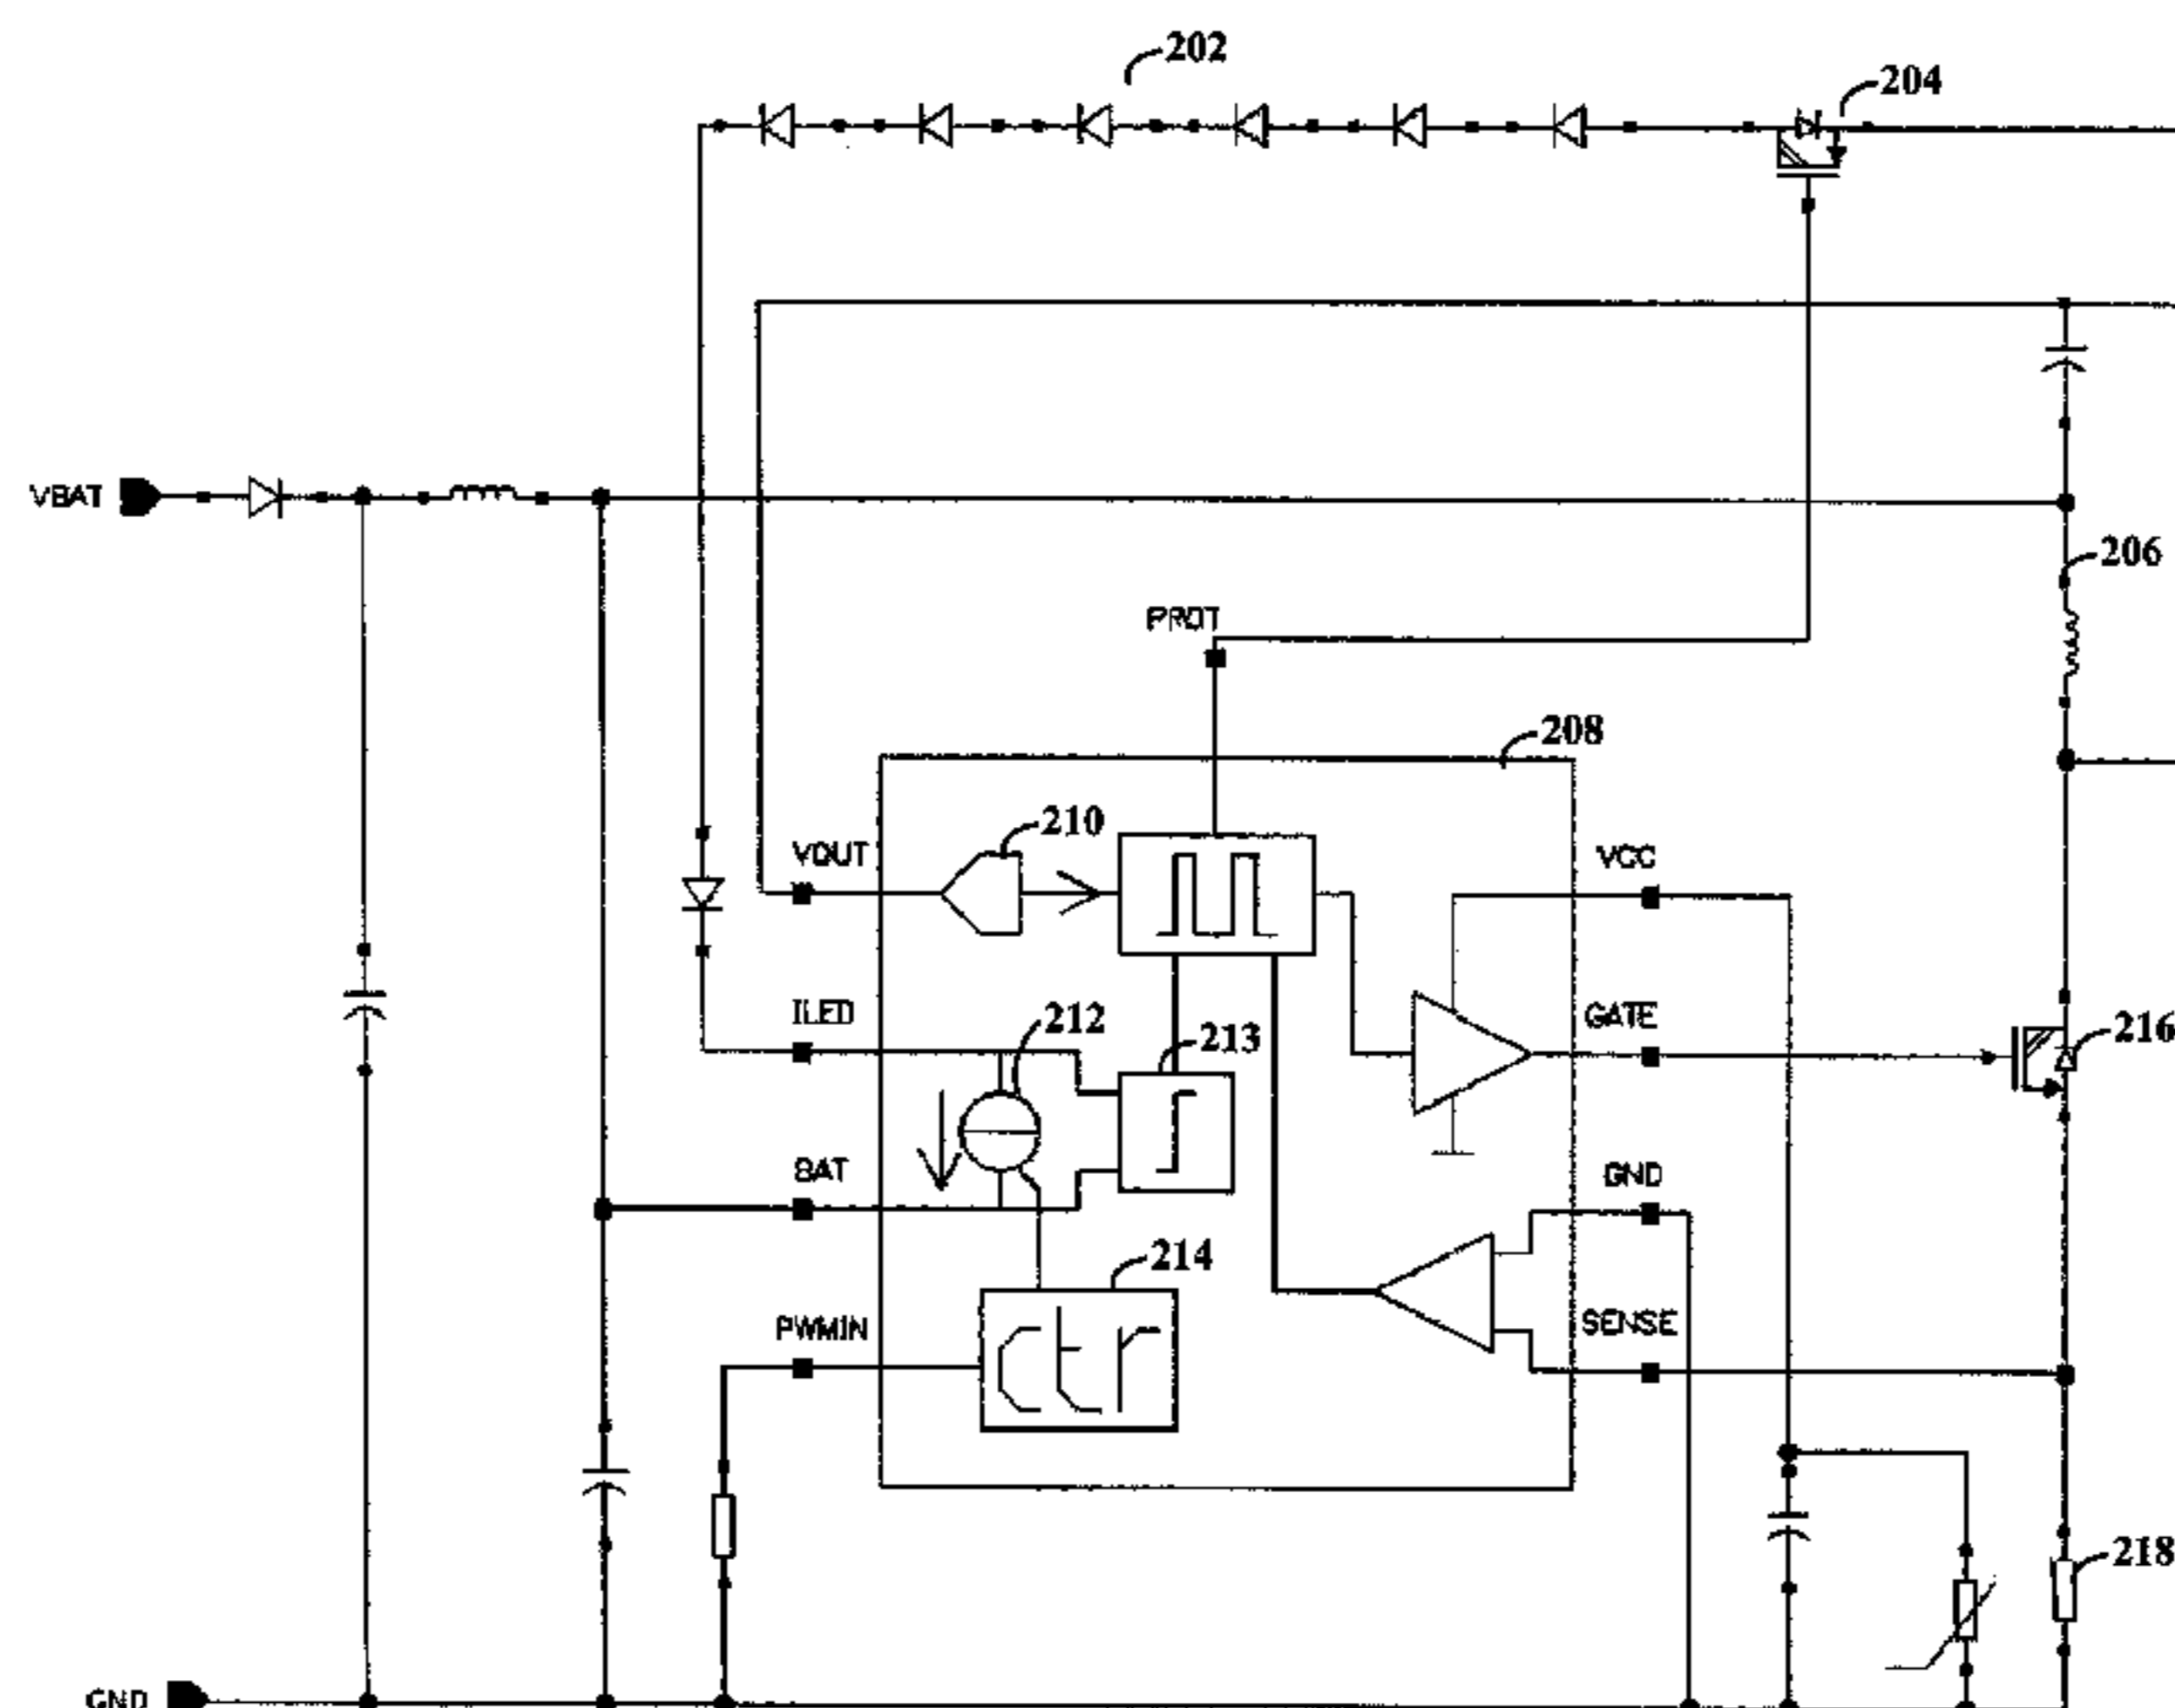 202
204
VBAT
206
PROT
208
210
VOUT
VCC
ILED
212
213
GATE
216
BAT
GND
214
PWMIN
SENSE
Ctr
218
GND